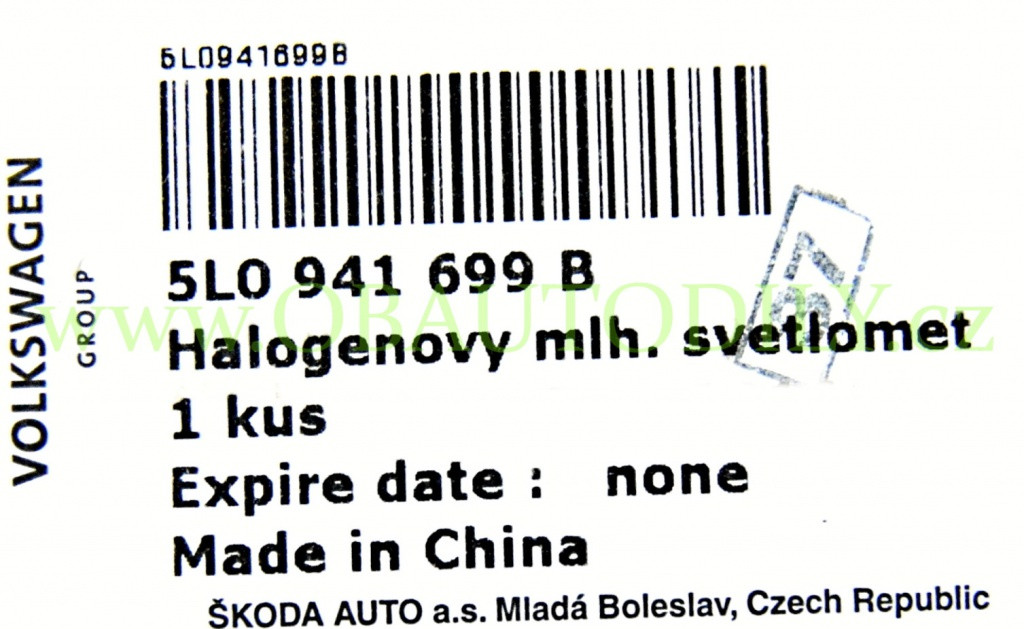 5L0941699B
VOLKSWAGEN
GROUP
5L0 941 699 B
www.OBAUTODILY.cz
Halogenovy mlh. svetlomet
1 kus
Expire date : none
Made in China
ŠKODA AUTO a.s. Mladá Boleslav, Czech Republic